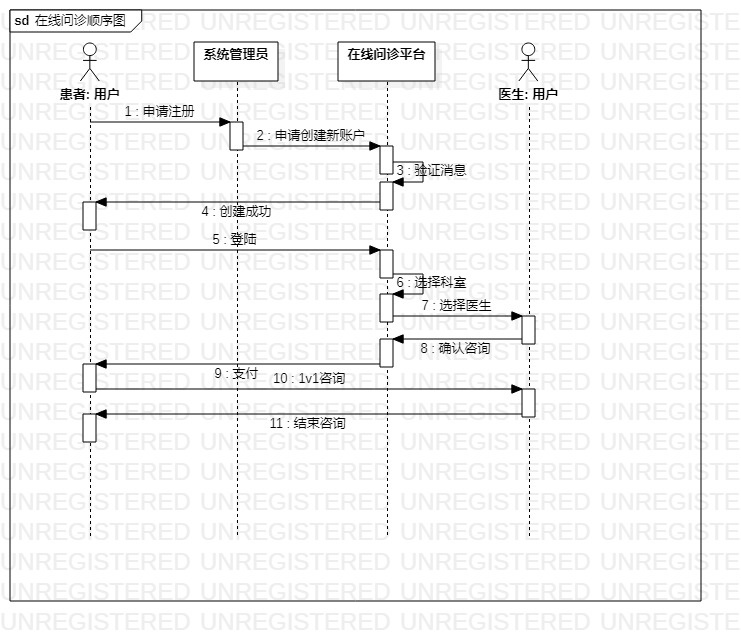 sd 在线问诊顺序图
系统管理员
在线问诊平台
患者: 用户
医生: 用户
1 : 申请注册
2 : 申请创建新账户
3 : 验证消息
4 : 创建成功
5 : 登陆
6 : 选择科室
7 : 选择医生
8 : 确认咨询
9 : 支付
10 : 1v1咨询
11 : 结束咨询
UNREGISTERED UNREGISTERED UNREGISTERED UNREGISTERED